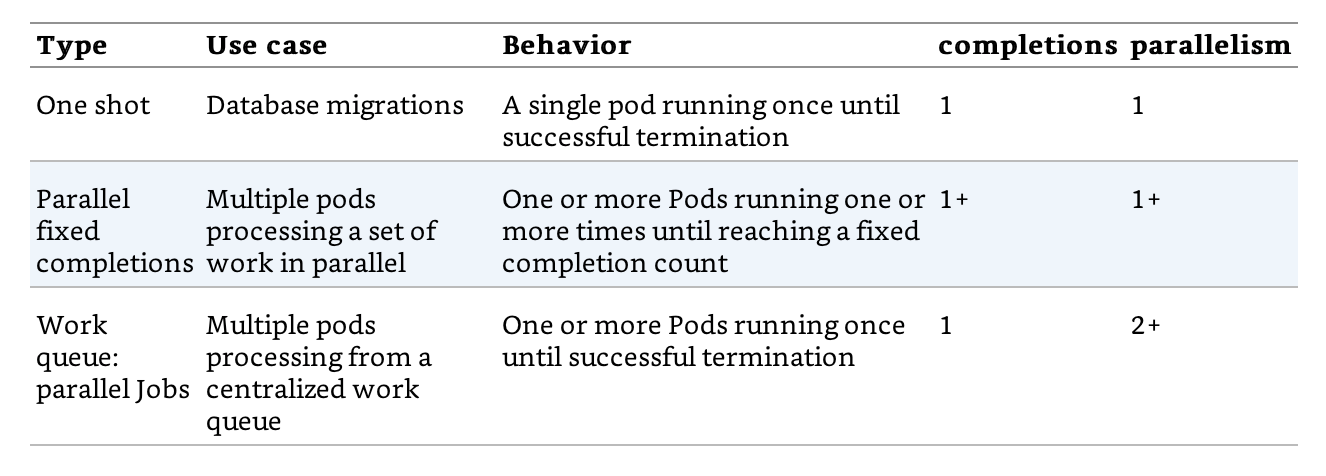 Type Use case Behavior completions parallelism
One shot Database migrations A single pod running once until 1 1
successful termination
Parallel Multiple pods One or more Pods running one or 1+ 1+
fixed processing a set of more times until reaching a fixed
completions work in parallel completion count
Work Multiple pods One or more Pods running once 1 2+
queue: processing from a until successful termination
parallel Jobs centralized work
queue